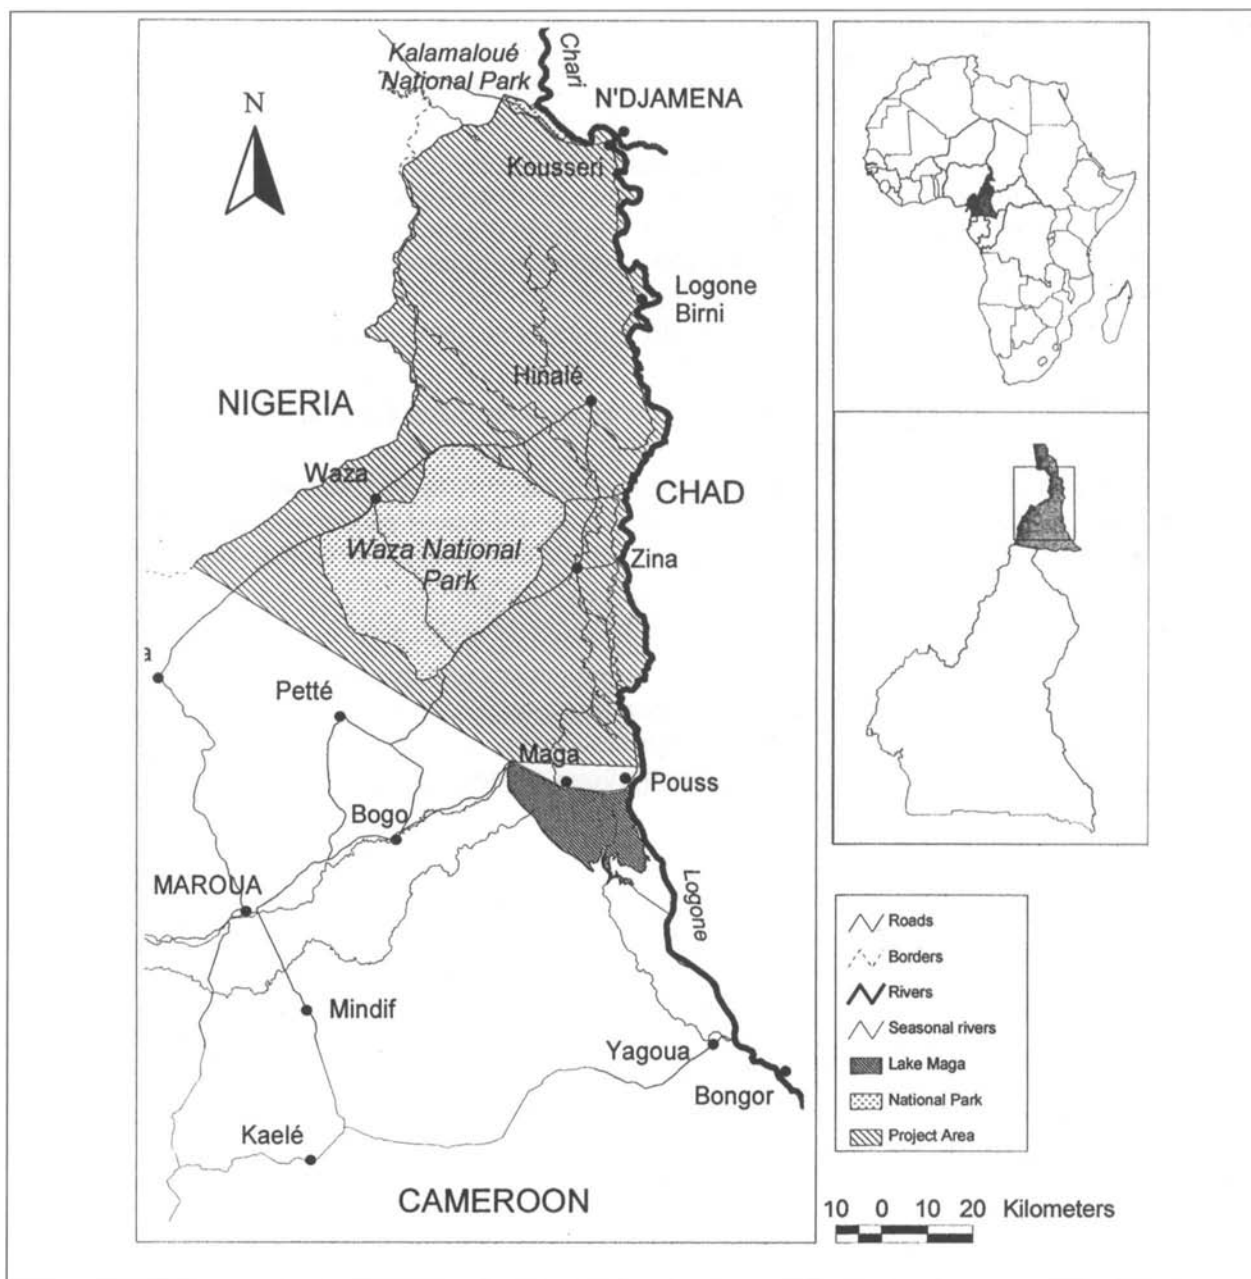 Kalamaloué
National Park
Chari
N
N'DJAMENA
Kousseri
Logone
Birni
Hinalé
NIGERIA
Waza
CHAD
Waza National
Park
Zina
a
Petté
Maga
Pouss
Bogo
MAROUA
Logone
Mindif
Yagoua
Bongor
Kaelé
CAMEROON
Roads
Borders
Rivers
Seasonal rivers
Lake Maga
National Park
Project Area
10 0 10 20 Kilometers